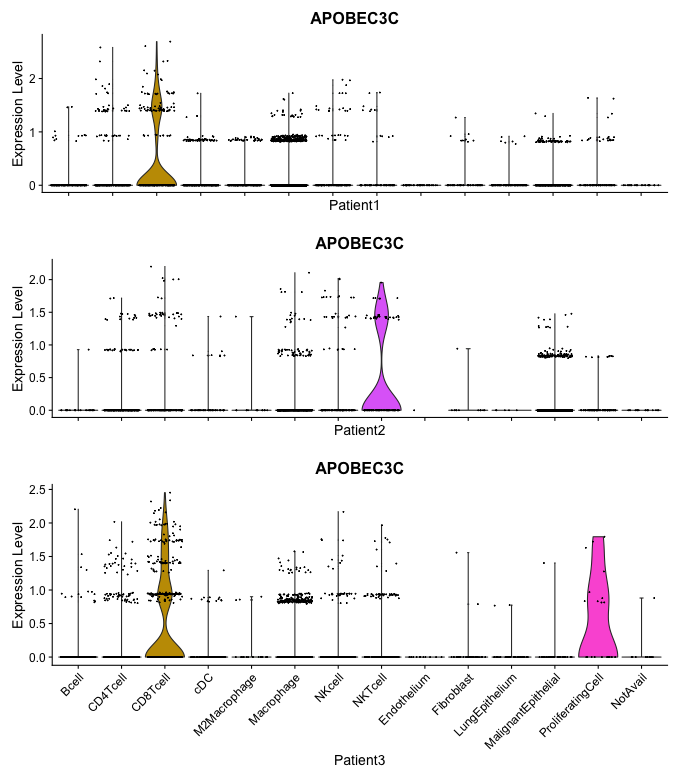 APOBEC3C
Expression Level
2
1
0
Patient1
APOBEC3C
Expression Level
2.0
1.5
1.0
0.5
0.0
Patient2
APOBEC3C
Expression Level
2.5
2.0
1.5
1.0
0.5
0.0
Bcell
CD4Tcell
CD8Tcell
cDC
M2Macrophage
Macrophage
NKcell
NKTcell
Endothelium
Fibroblast
LungEpithelium
MalignantEpithelial
ProliferatingCell
NotAvail
Patient3